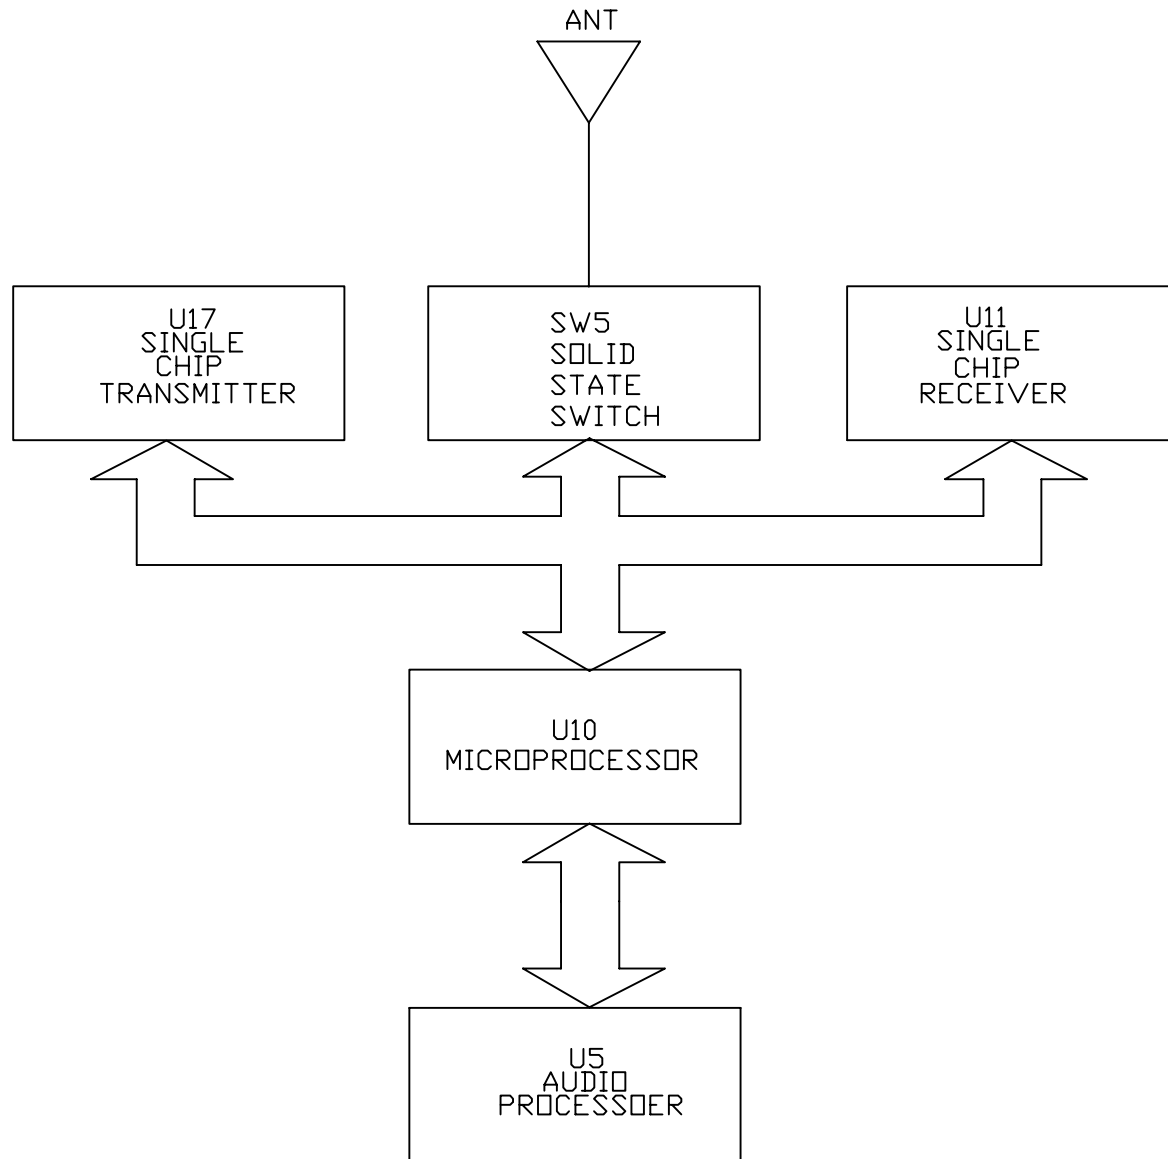 ANT
U17
SINGLE
CHIP
TRANSMITTER
SW5
SOLID
STATE
SWITCH
U11
SINGLE
CHIP
RECEIVER
U10
MICROPROCESSOR
U5
AUDIO
PROCESSOER